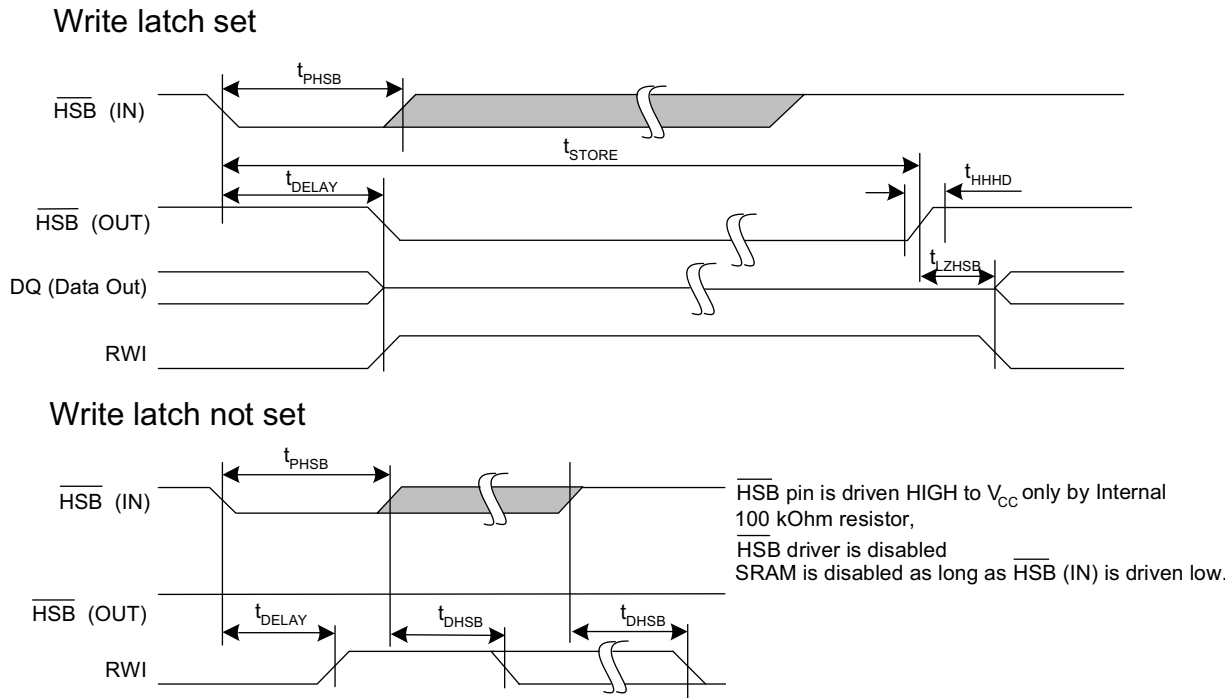 Write latch set
tPHSB
HSB (IN)
tSTORE
tDELAY
tHHHD
HSB (OUT)
tLZHSB
DQ (Data Out)
RWI
Write latch not set
tPHSB
HSB (IN)
HSB pin is driven HIGH to VCC only by Internal
100 kOhm resistor,
HSB driver is disabled
SRAM is disabled as long as HSB (IN) is driven low.
HSB (OUT)
tDELAY
tDHSB
tDHSB
RWI